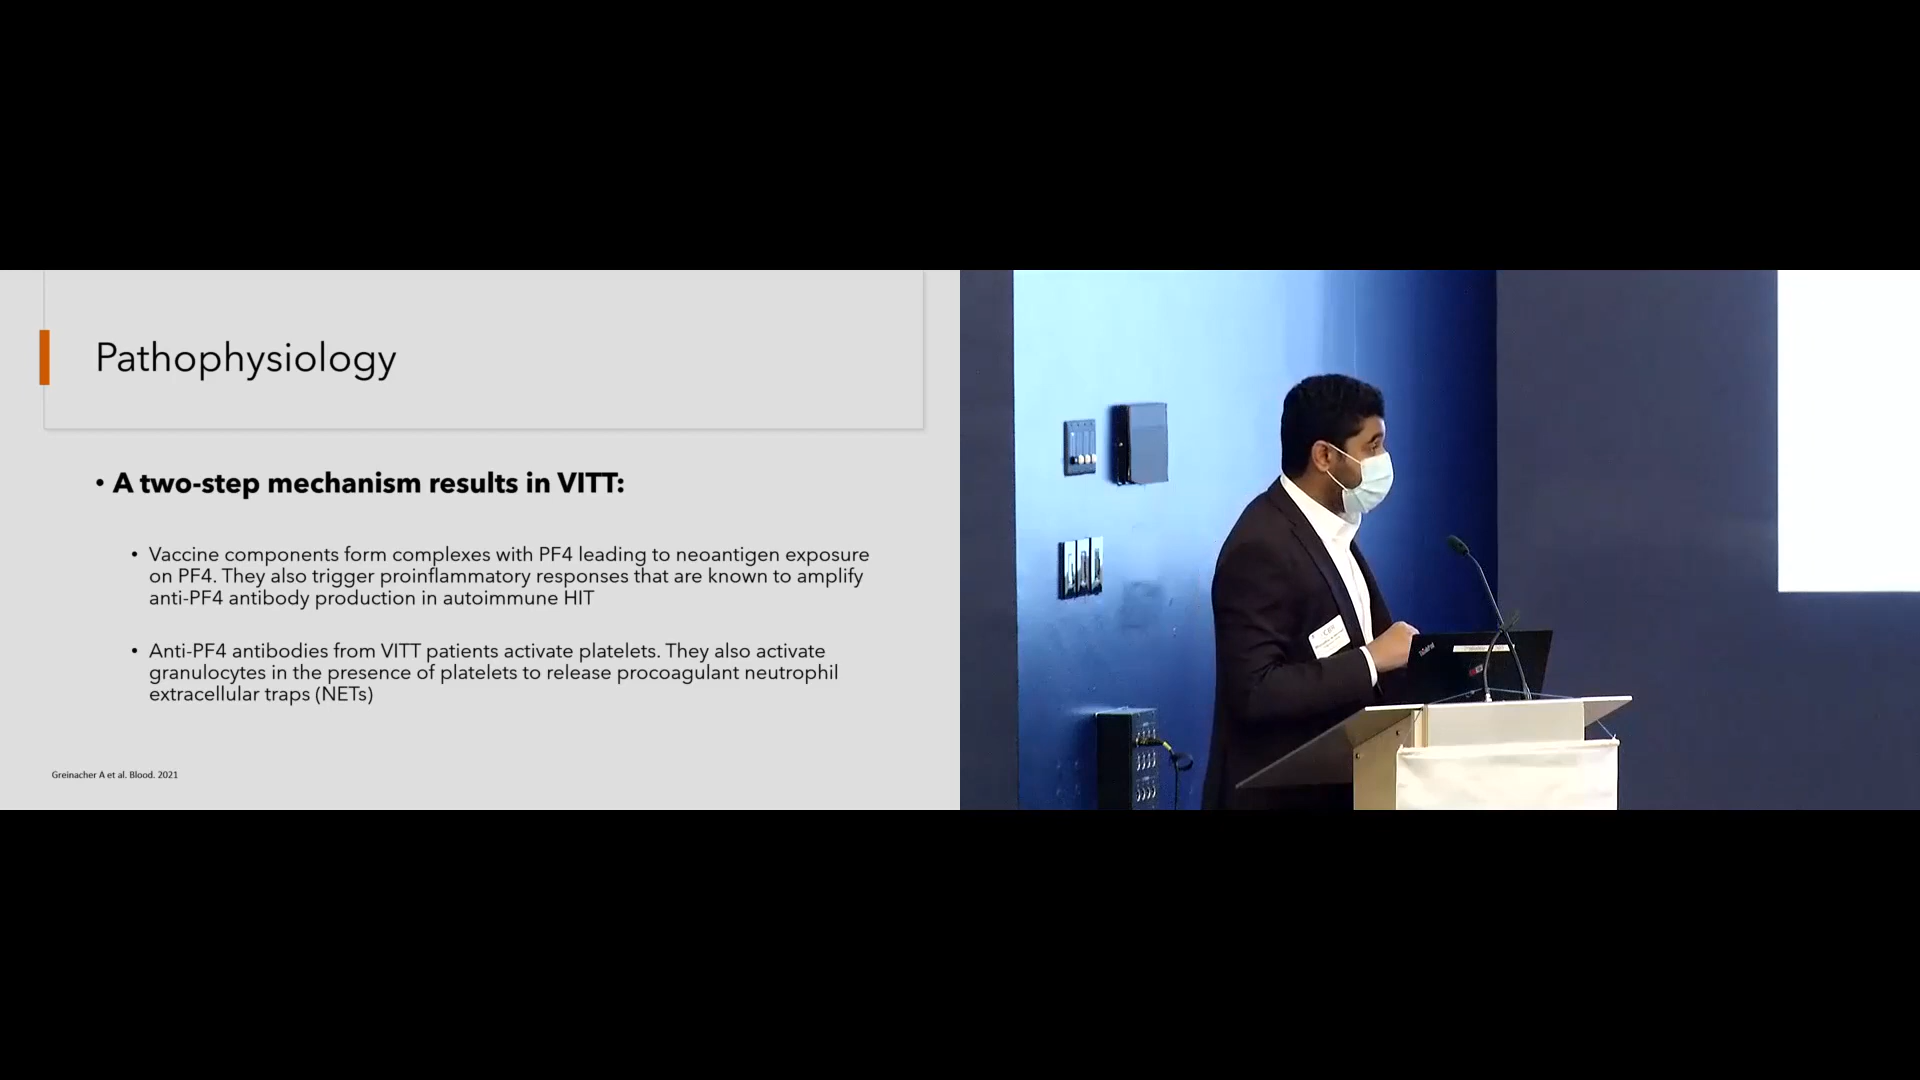 Pathophysiology
• A two-step mechanism results in VITT:
• Vaccine components form complexes with PF4 leading to neoantigen exposure
on PF4. They also trigger proinflammatory responses that are known to amplify
anti-PF4 antibody production in autoimmune HIT
• Anti-PF4 antibodies from VITT patients activate platelets. They also activate
granulocytes in the presence of platelets to release procoagulant neutrophil
extracellular traps (NETs)
Greinacher A et al. Blood. 2021
ThinkPad